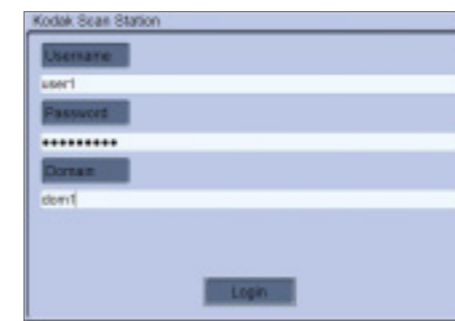 Kodak Scan Station
Username
user1
Password
•••••••••
Domain
dom1
Login